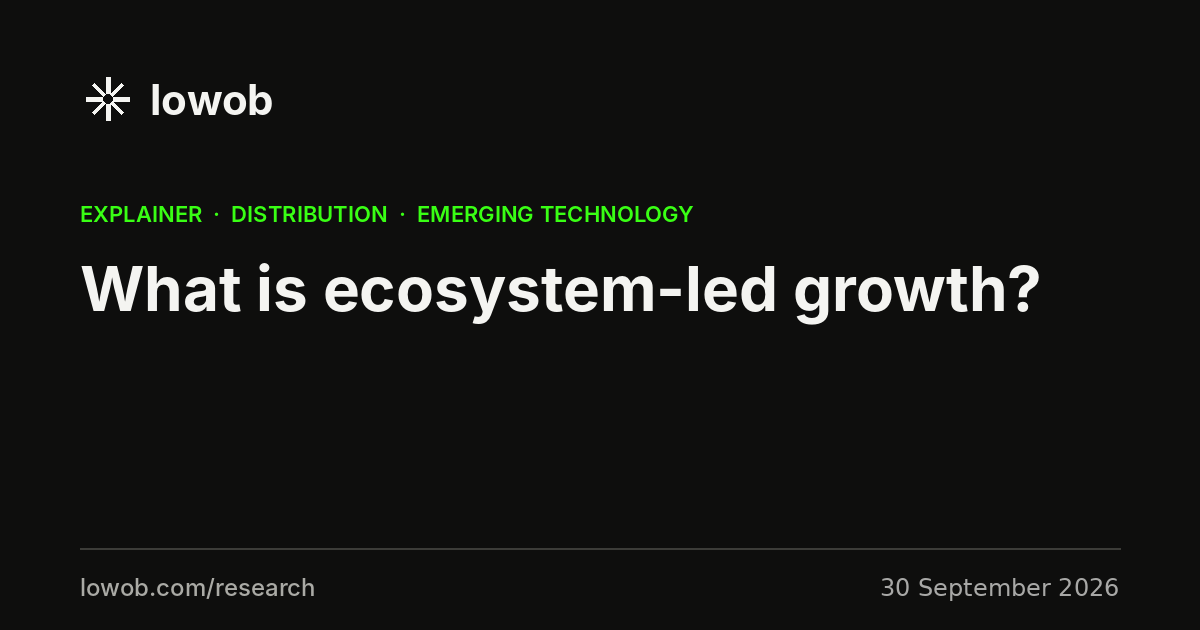 lowob
EXPLAINER · DISTRIBUTION · EMERGING TECHNOLOGY
What is ecosystem-led growth?
lowob.com/research
30 September 2026